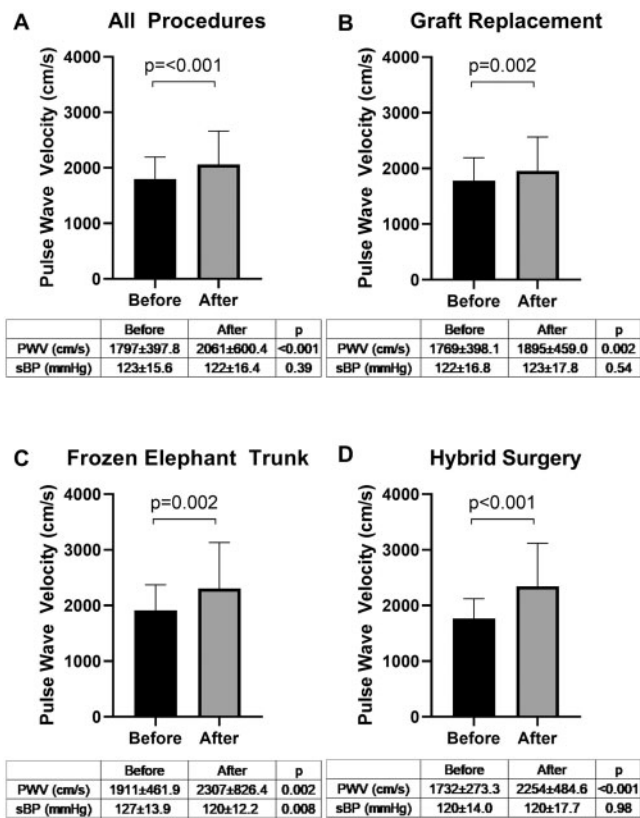 A All Procedures
Pulse Wave Velocity (cm/s)
4000
3000
2000
1000
0
p=<0.001
Before After
Before After p
PWV (cm/s) 1797±397.8 2061±600.4 <0.001
sBP (mmHg) 123±15.6 122±16.4 0.39
B Graft Replacement
Pulse Wave Velocity (cm/s)
4000
3000
2000
1000
0
p=0.002
Before After
Before After p
PWV (cm/s) 1769±398.1 1895±459.0 0.002
sBP (mmHg) 122±16.8 123±17.8 0.54
C Frozen Elephant Trunk
Pulse Wave Velocity (cm/s)
4000
3000
2000
1000
0
p=0.002
Before After
Before After p
PWV (cm/s) 1911±461.9 2307±826.4 0.002
sBP (mmHg) 127±13.9 120±12.2 0.008
D Hybrid Surgery
Pulse Wave Velocity (cm/s)
4000
3000
2000
1000
0
p<0.001
Before After
Before After p
PWV (cm/s) 1732±273.3 2254±484.6 <0.001
sBP (mmHg) 120±14.0 120±17.7 0.98